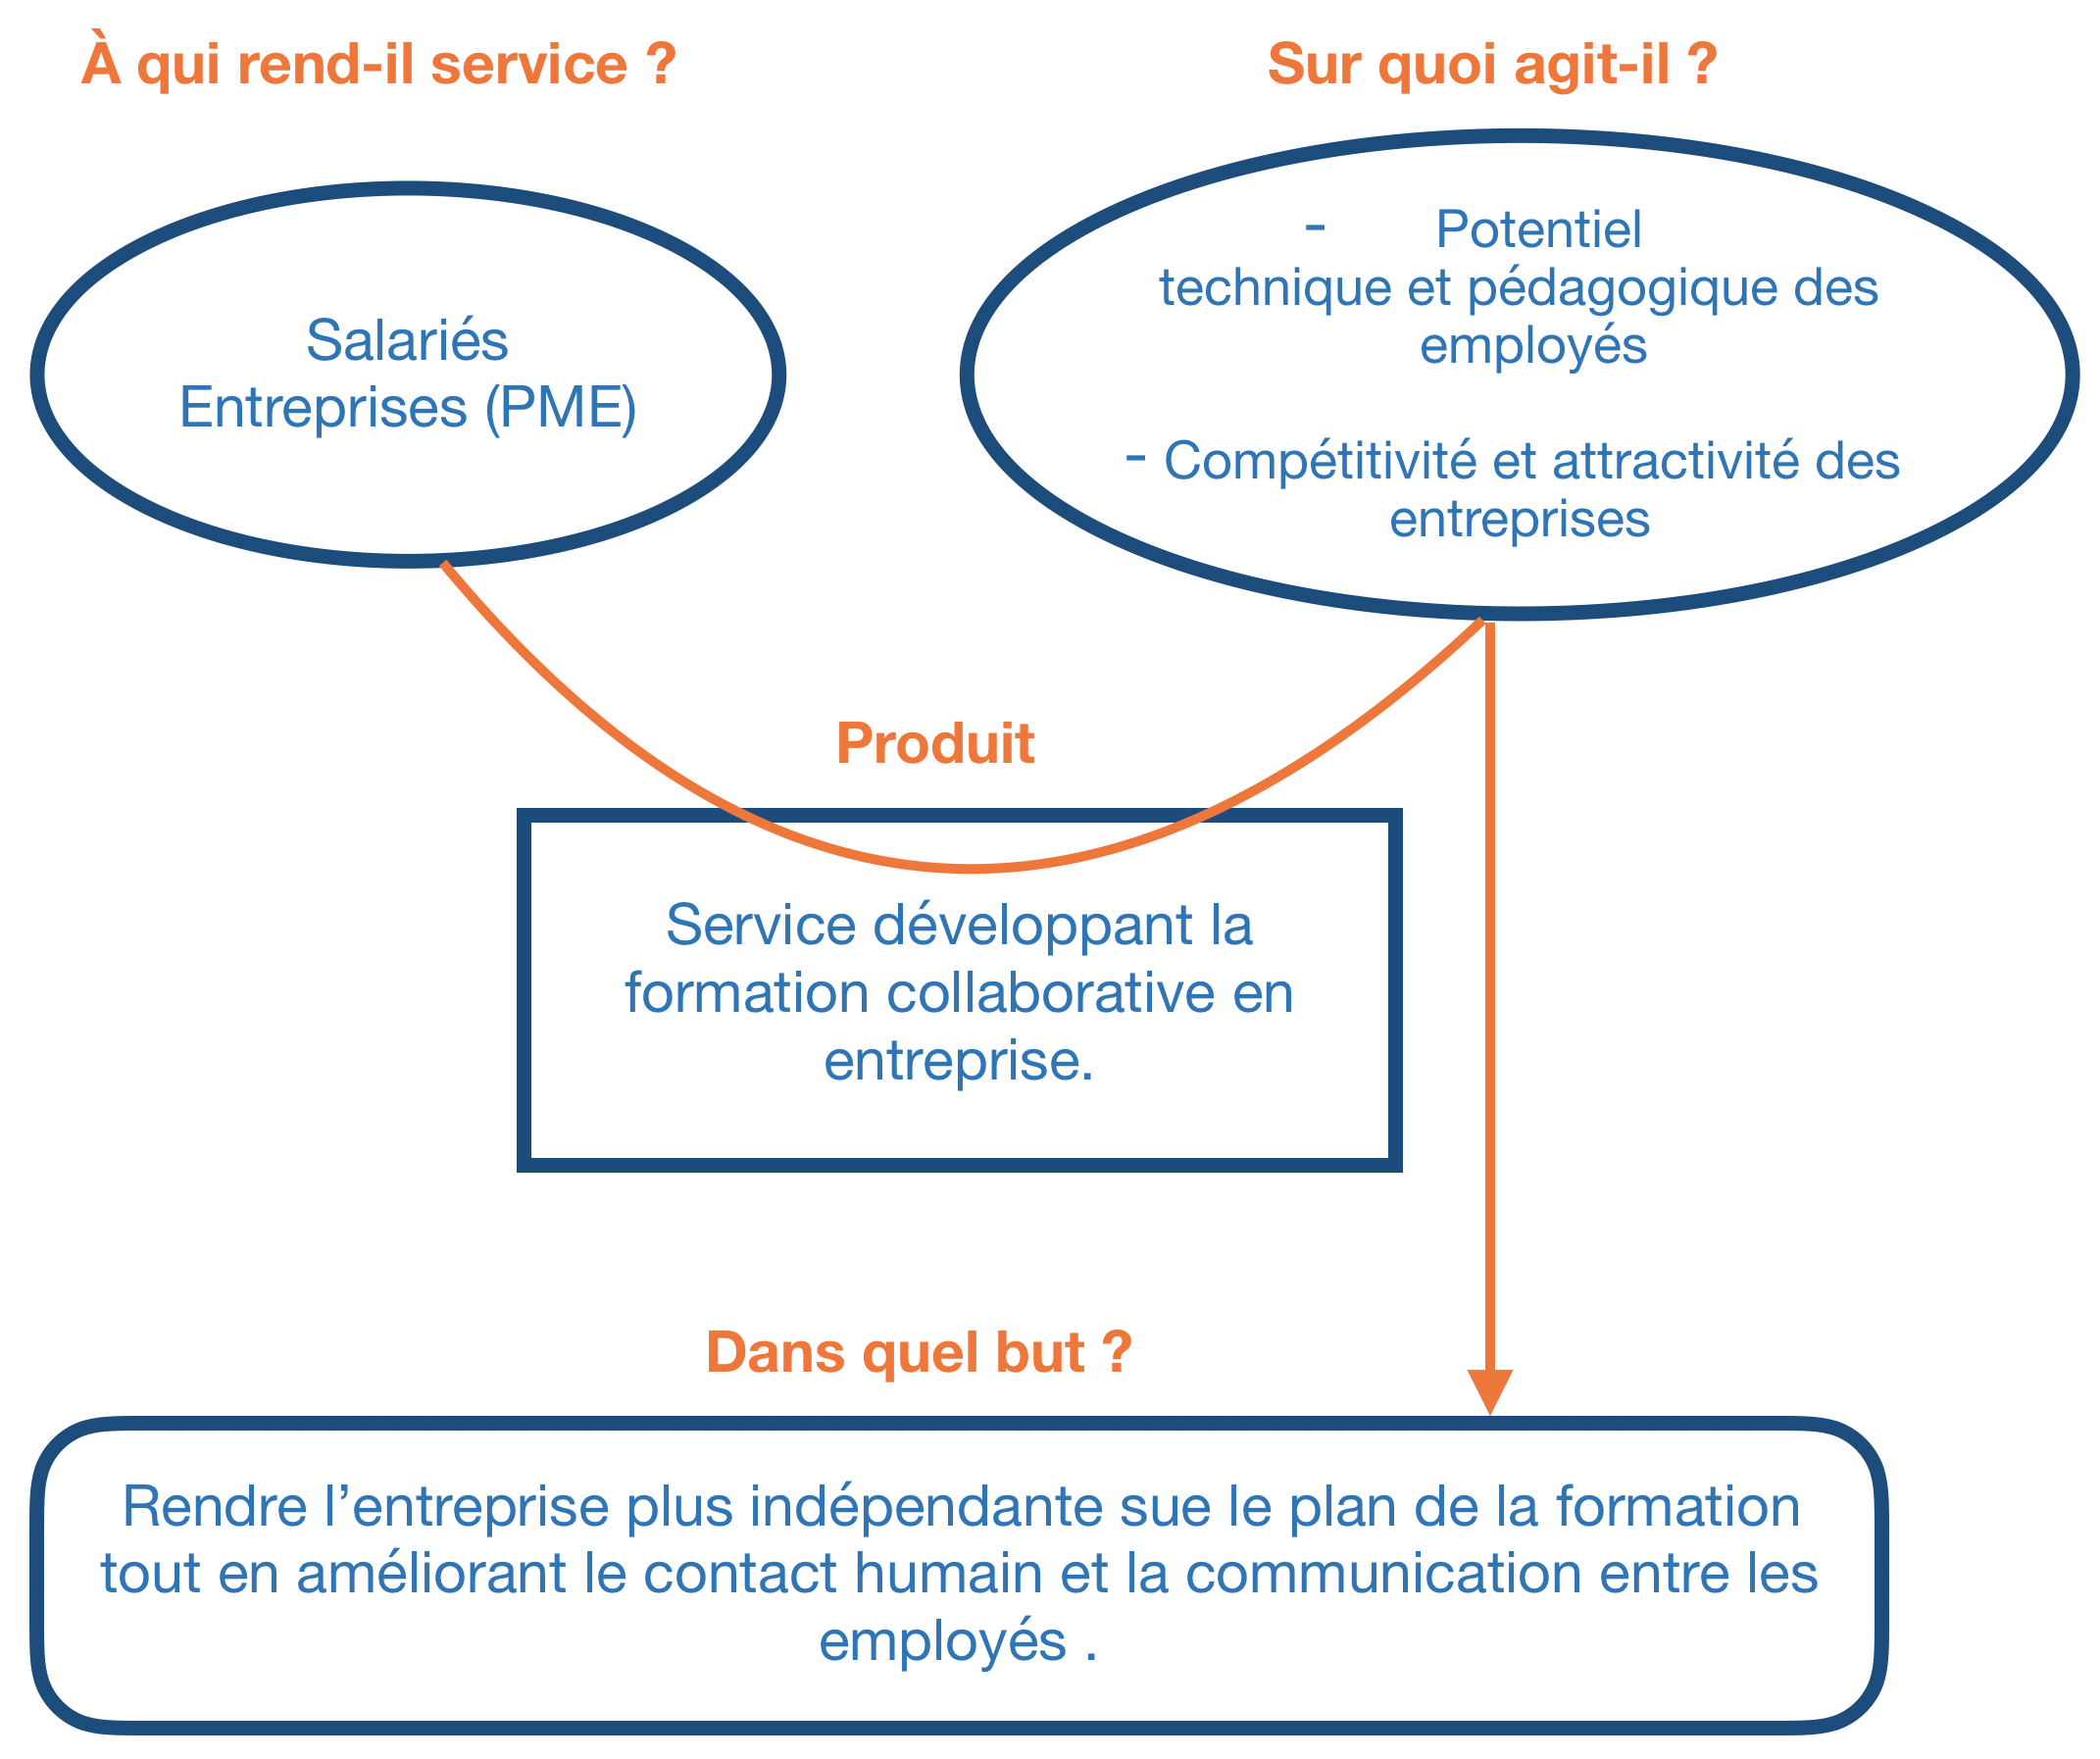 À qui rend-il service ?
Sur quoi agit-il ?
Salariés
Entreprises (PME)
- Potentiel
technique et pédagogique des
employés
- Compétitivité et attractivité des
entreprises
Produit
Service développant la
formation collaborative en
entreprise.
Dans quel but ?
Rendre l’entreprise plus indépendante sue le plan de la formation
tout en améliorant le contact humain et la communication entre les
employés .